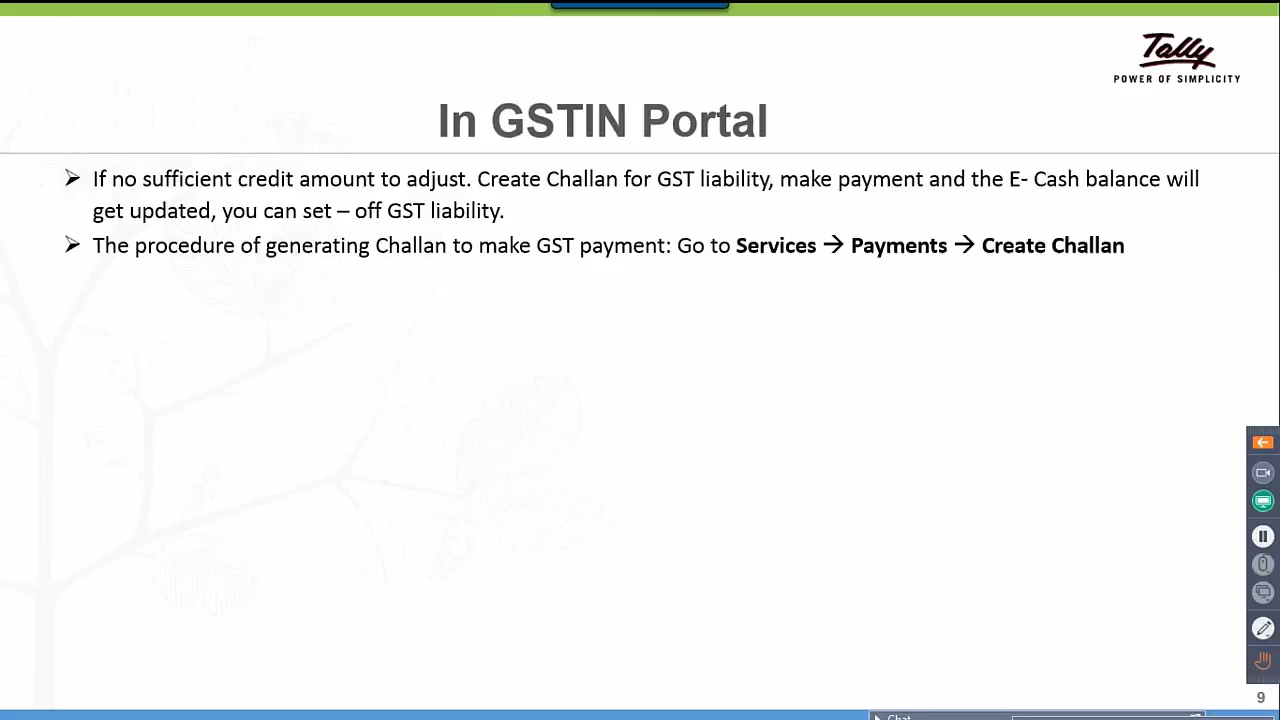 Tally
POWER OF SIMPLICITY
In GSTIN Portal
➢ If no sufficient credit amount to adjust. Create Challan for GST liability, make payment and the E- Cash balance will
get updated, you can set – off GST liability.
➢ The procedure of generating Challan to make GST payment: Go to Services → Payments → Create Challan
9
Chat